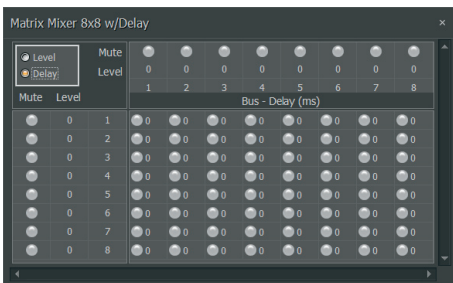 Matrix Mixer 8x8 w/Delay ×
Level Mute
Delay Level 0 0 0 0 0 0 0 0
1 2 3 4 5 6 7 8
Mute Level Bus - Delay (ms)
0 1 0 0 0 0 0 0 0 0
0 2 0 0 0 0 0 0 0 0
0 3 0 0 0 0 0 0 0 0
0 4 0 0 0 0 0 0 0 0
0 5 0 0 0 0 0 0 0 0
0 6 0 0 0 0 0 0 0 0
0 7 0 0 0 0 0 0 0 0
0 8 0 0 0 0 0 0 0 0